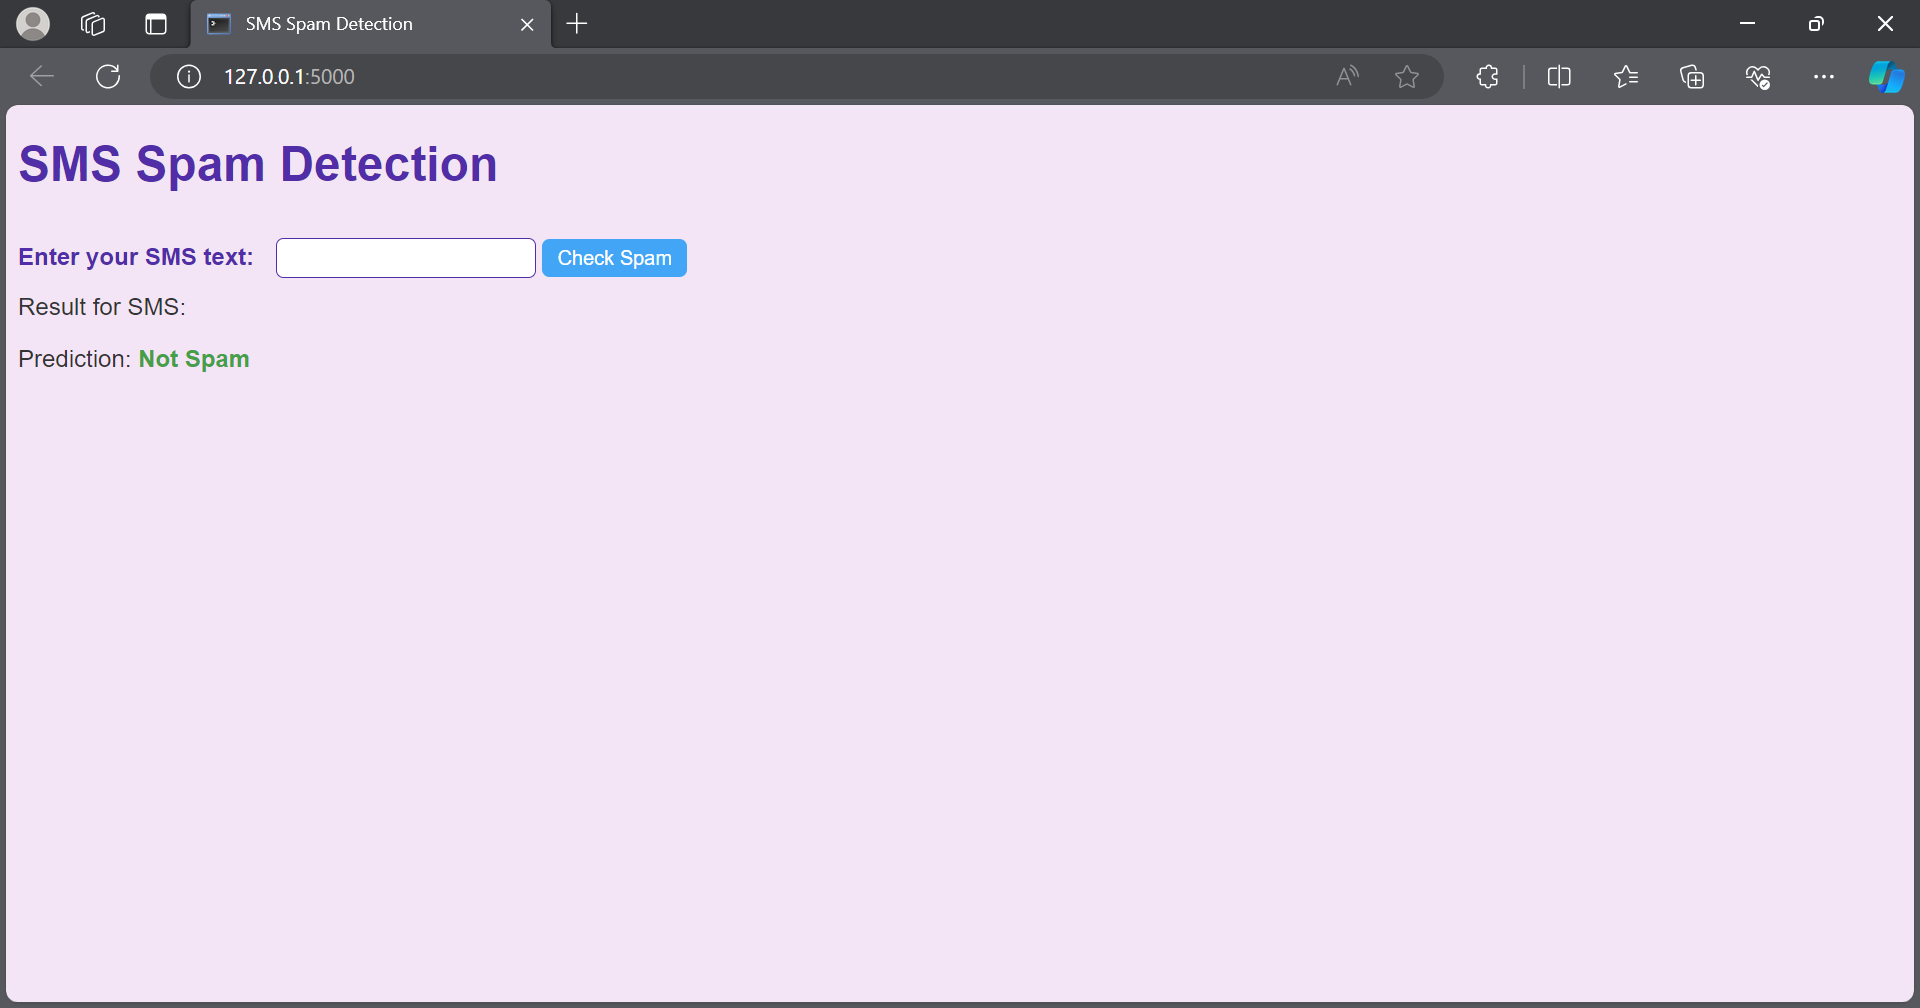 SMS Spam Detection
127.0.0.1:5000
SMS Spam Detection
Enter your SMS text: Check Spam
Result for SMS:
Prediction: Not Spam